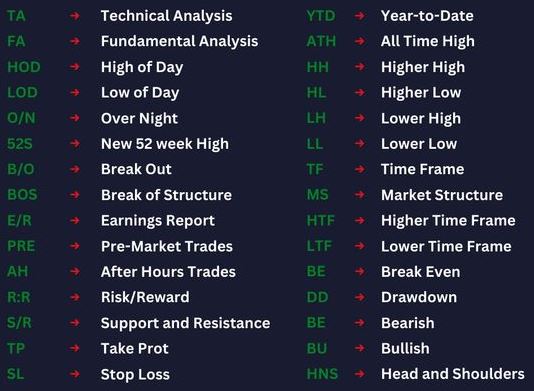 TA → Technical Analysis
FA → Fundamental Analysis
HOD → High of Day
LOD → Low of Day
O/N → Over Night
52S → New 52 week High
B/O → Break Out
BOS → Break of Structure
E/R → Earnings Report
PRE → Pre-Market Trades
AH → After Hours Trades
R:R → Risk/Reward
S/R → Support and Resistance
TP → Take Prot
SL → Stop Loss
YTD → Year-to-Date
ATH → All Time High
HH → Higher High
HL → Higher Low
LH → Lower High
LL → Lower Low
TF → Time Frame
MS → Market Structure
HTF → Higher Time Frame
LTF → Lower Time Frame
BE → Break Even
DD → Drawdown
BE → Bearish
BU → Bullish
HNS → Head and Shoulders